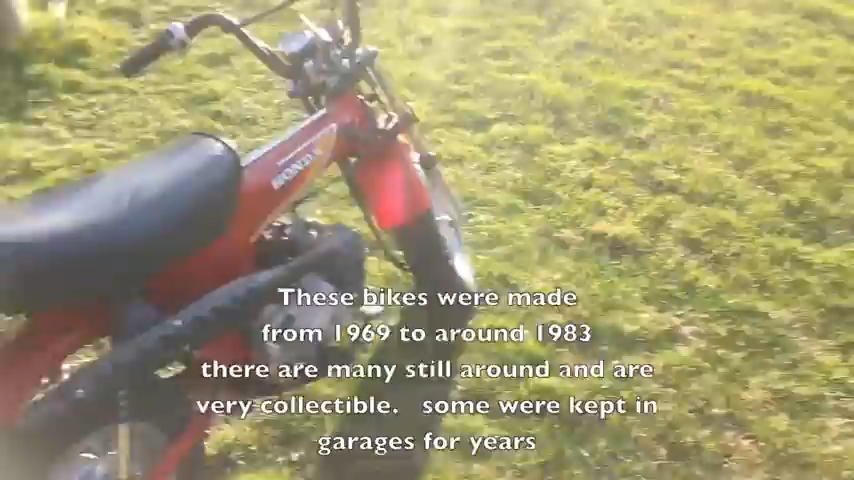 HONDA
These bikes were made
from 1969 to around 1983
there are many still around and are
very collectible. some were kept in
garages for years